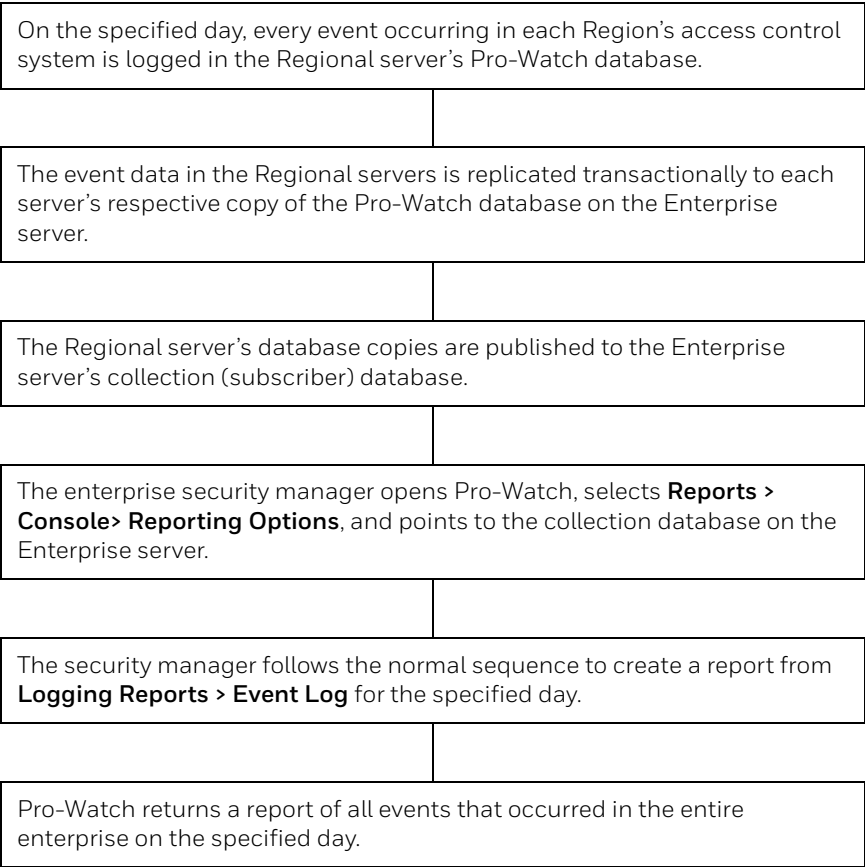 On the specified day, every event occurring in each Region’s access control
system is logged in the Regional server’s Pro-Watch database.
The event data in the Regional servers is replicated transactionally to each
server’s respective copy of the Pro-Watch database on the Enterprise
server.
The Regional server’s database copies are published to the Enterprise
server’s collection (subscriber) database.
The enterprise security manager opens Pro-Watch, selects Reports >
Console> Reporting Options, and points to the collection database on the
Enterprise server.
The security manager follows the normal sequence to create a report from
Logging Reports > Event Log for the specified day.
Pro-Watch returns a report of all events that occurred in the entire
enterprise on the specified day.